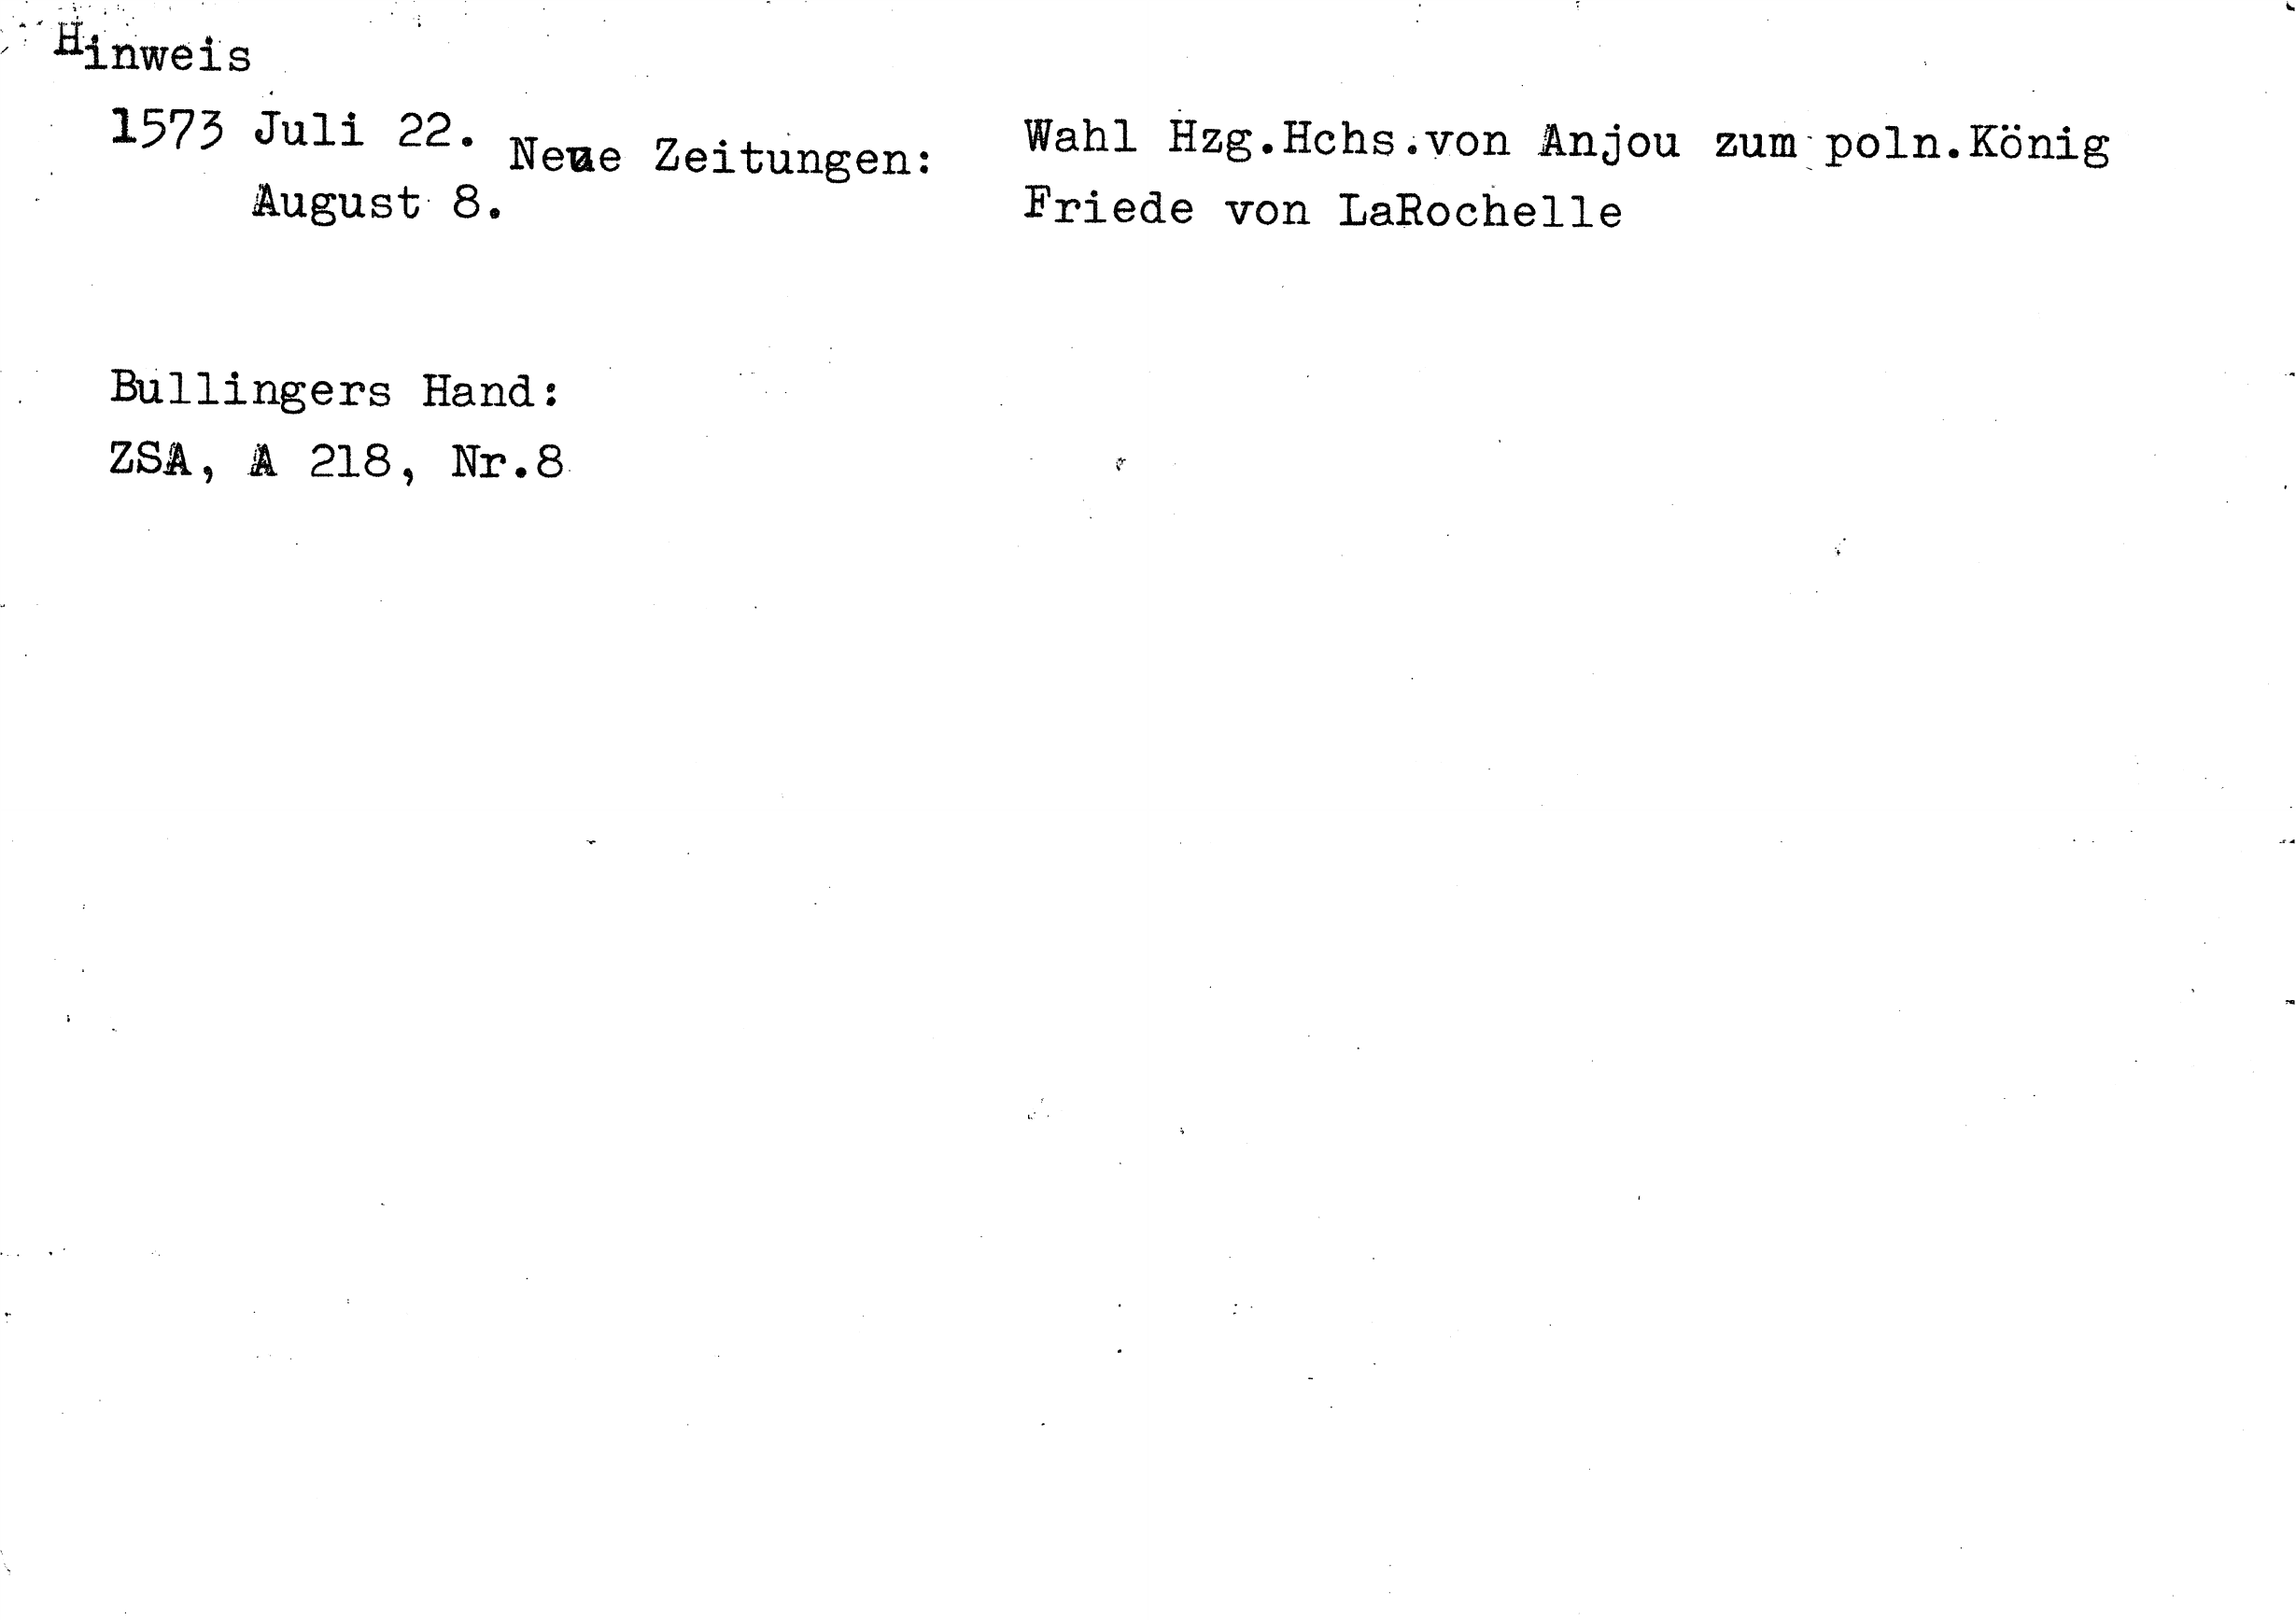 Hinweis
1573 Juli 22. Neue Zeitungen: Wahl Hzg.Hchs.von Anjou zum poln.König
August 8. Friede von LaRochelle
Bullingers Hand:
ZSA, A 218, Nr.8